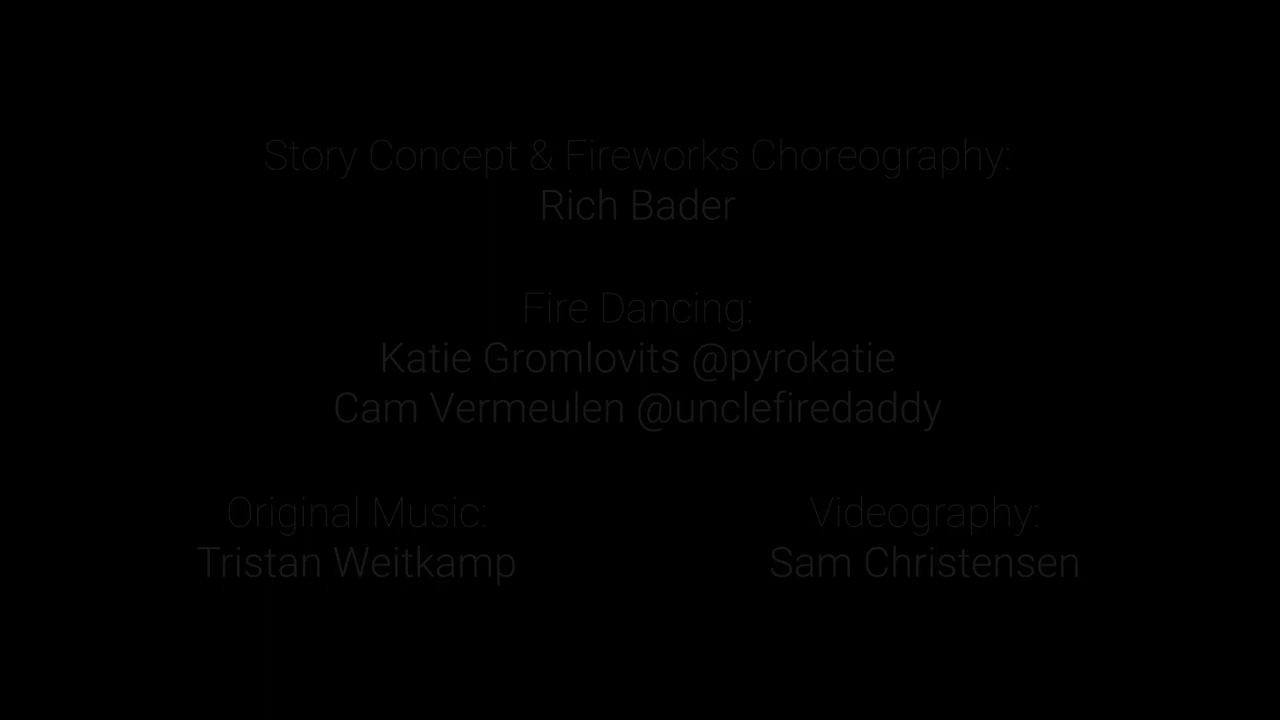 Story Concept & Fireworks Choreography:
Rich Bader
Fire Dancing:
Katie Gromlovits @pyrokatie
Cam Vermeulen @unclefiredaddy
Original Music:
Tristan Weitkamp
Videography:
Sam Christensen